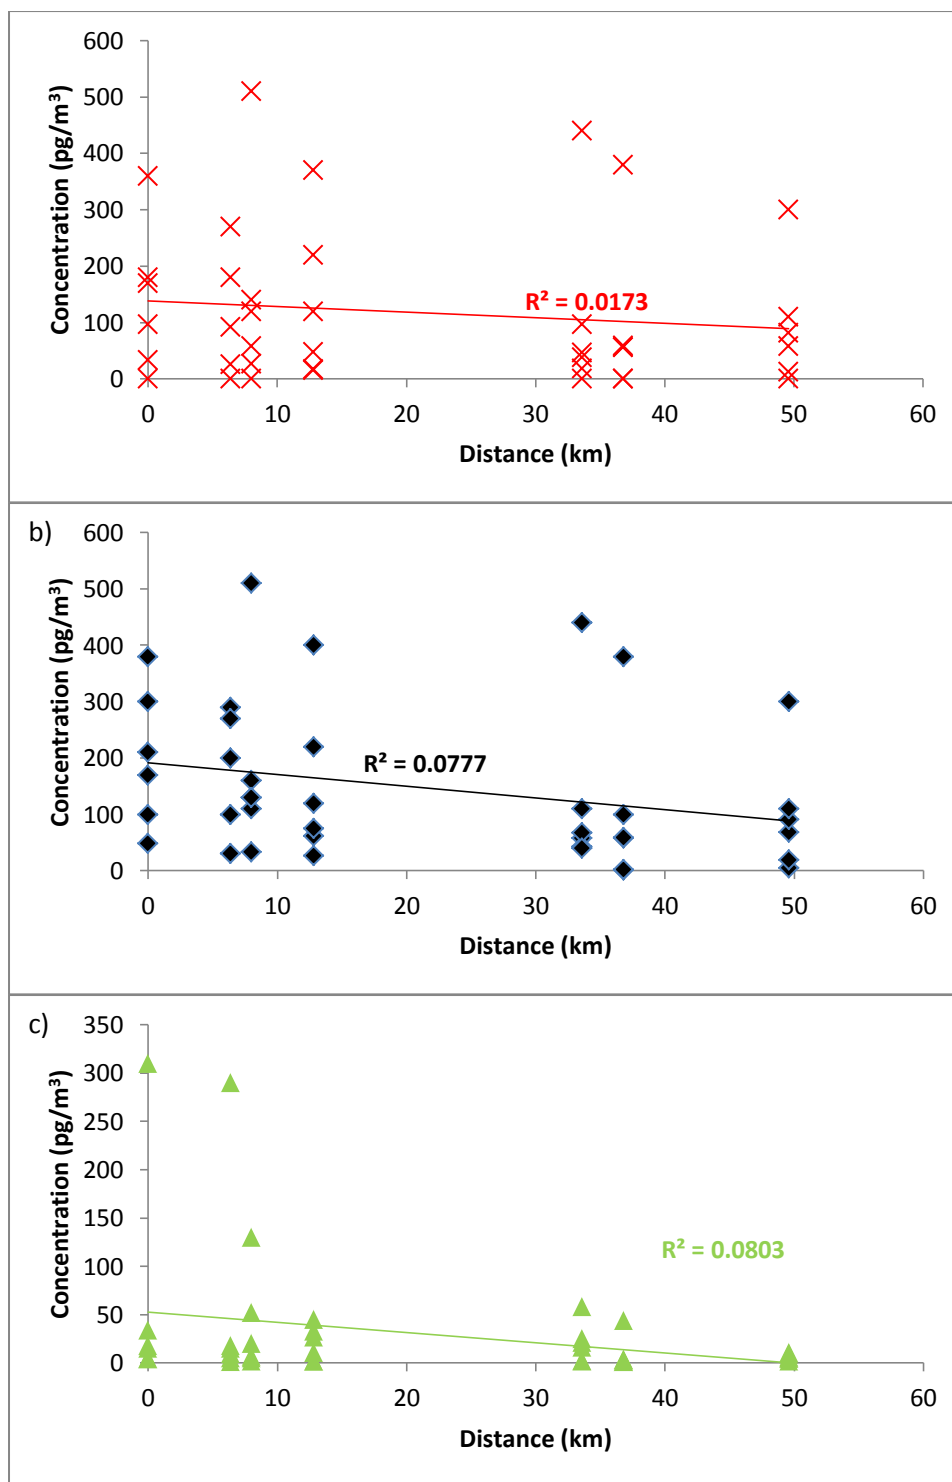 600
500
400
300
200
100
0
Concentration (pg/m³)
R² = 0.0173
0 10 20 30 40 50 60
Distance (km)
b)
600
500
400
300
200
100
0
Concentration (pg/m³)
R² = 0.0777
0 10 20 30 40 50 60
Distance (km)
c)
350
300
250
200
150
100
50
0
Concentration (pg/m³)
R² = 0.0803
0 10 20 30 40 50 60
Distance (km)